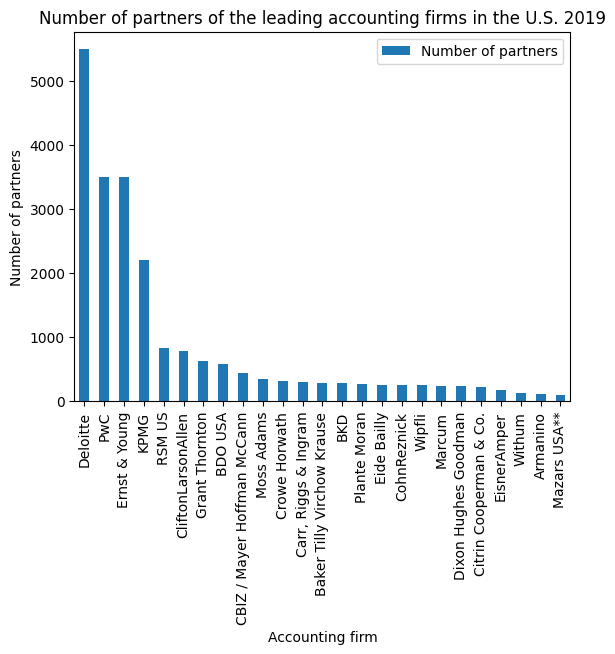 Number of partners of the leading accounting firms in the U.S. 2019
Number of partners
Number of partners
5000
4000
3000
2000
1000
0
Deloitte
PwC
Ernst & Young
KPMG
RSM US
CliftonLarsonAllen
Grant Thornton
BDO USA
CBIZ / Mayer Hoffman McCann
Moss Adams
Crowe Horwath
Carr, Riggs & Ingram
Baker Tilly Virchow Krause
BKD
Plante Moran
Eide Bailly
CohnReznick
Wipfli
Marcum
Dixon Hughes Goodman
Citrin Cooperman & Co.
EisnerAmper
Withum
Armanino
Mazars USA**
Accounting firm